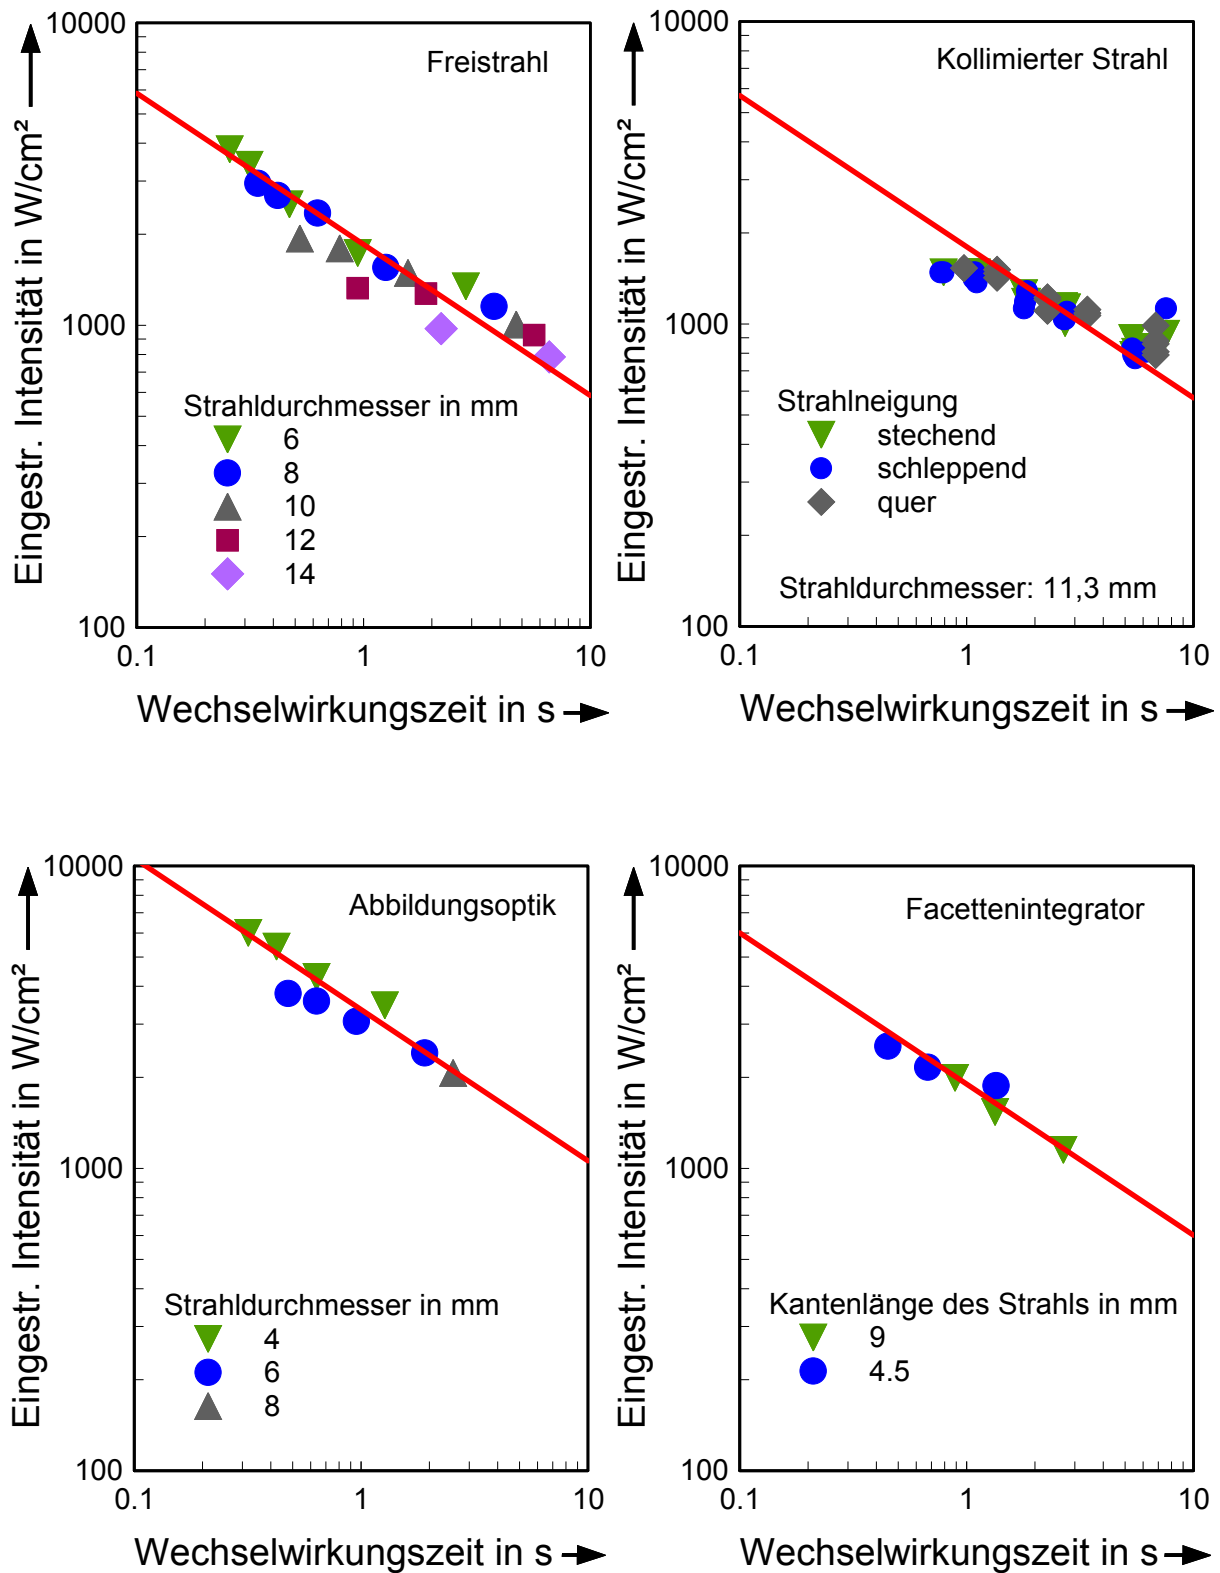 10000
Freistrahl
Eingestr. Intensität in W/cm²
1000
Strahldurchmesser in mm
6
8
10
12
14
100
0.1
1
10
Wechselwirkungszeit in s
10000
Kollimierter Strahl
Eingestr. Intensität in W/cm²
1000
Strahlneigung
stechend
schleppend
quer
Strahldurchmesser: 11,3 mm
100
0.1
1
10
Wechselwirkungszeit in s
10000
Abbildungsoptik
Eingestr. Intensität in W/cm²
1000
Strahldurchmesser in mm
4
6
8
100
0.1
1
10
Wechselwirkungszeit in s
10000
Facettenintegrator
Eingestr. Intensität in W/cm²
1000
Kantenlänge des Strahls in mm
9
4.5
100
0.1
1
10
Wechselwirkungszeit in s